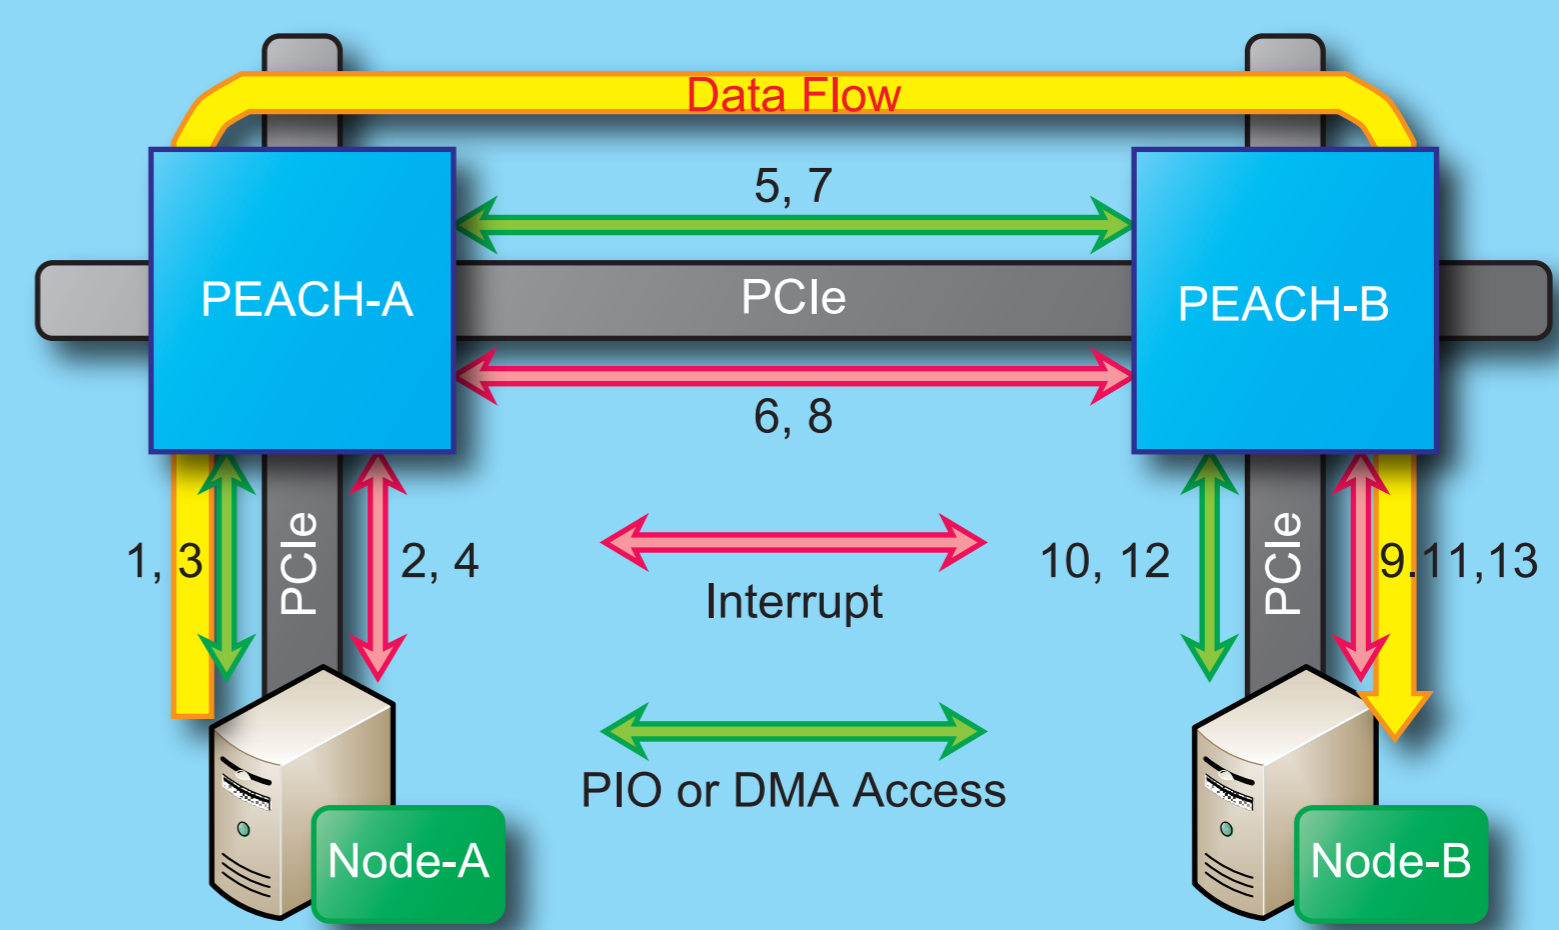 Data Flow
5, 7
PEACH-A
PCIe
PEACH-B
6, 8
1, 3
PCIe
2, 4
Interrupt
10, 12
PCIe
9.11,13
PIO or DMA Access
Node-A
Node-B